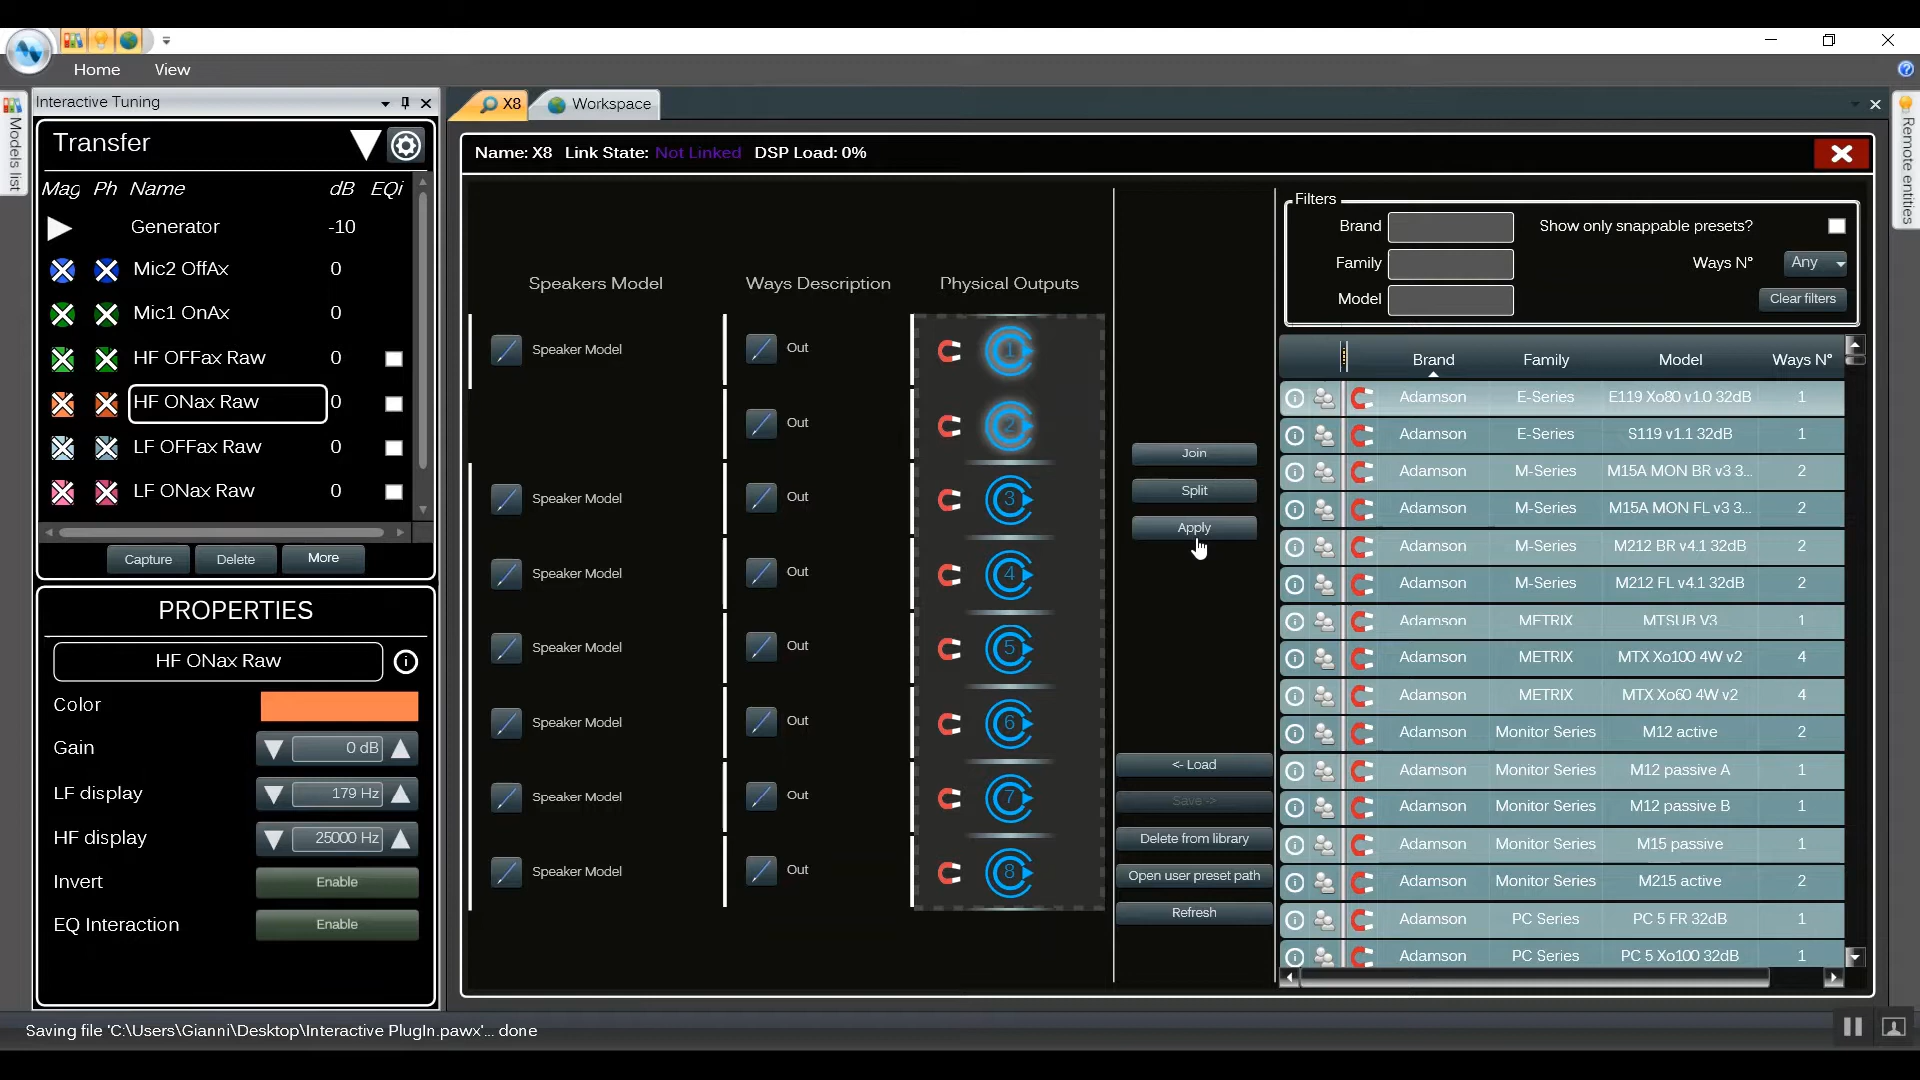 Home View
Interactive Tuning
Models list
Transfer
Mag Ph Name dB EQi
Generator -10
Mic2 OffAx 0
Mic1 OnAx 0
HF OFFax Raw 0
HF ONax Raw 0
LF OFFax Raw 0
LF ONax Raw 0
Capture Delete More
PROPERTIES
HF ONax Raw
Color
Gain 0 dB
LF display 179 Hz
HF display 25000 Hz
Invert Enable
EQ Interaction Enable
X8 Workspace
Name: X8 Link State: Not Linked DSP Load: 0%
Speakers Model Ways Description Physical Outputs
Speaker Model Out 1
Out 2
Speaker Model Out 3
Speaker Model Out 4
Speaker Model Out 5
Speaker Model Out 6
Speaker Model Out 7
Speaker Model Out 8
Join
Split
Apply
<- Load
Save ->
Delete from library
Open user preset path
Refresh
Filters
Brand Show only snappable presets?
Family Ways N° Any
Model Clear filters
Brand Family Model Ways N°
Adamson E-Series E119 Xo80 v1.0 32dB 1
Adamson E-Series S119 v1.1 32dB 1
Adamson M-Series M15A MON BR v3 3... 2
Adamson M-Series M15A MON FL v3 3... 2
Adamson M-Series M212 BR v4.1 32dB 2
Adamson M-Series M212 FL v4.1 32dB 2
Adamson METRIX MTSUB V3 1
Adamson METRIX MTX Xo100 4W v2 4
Adamson METRIX MTX Xo60 4W v2 4
Adamson Monitor Series M12 active 2
Adamson Monitor Series M12 passive A 1
Adamson Monitor Series M12 passive B 1
Adamson Monitor Series M15 passive 1
Adamson Monitor Series M215 active 2
Adamson PC Series PC 5 FR 32dB 1
Adamson PC Series PC 5 Xo100 32dB 1
Remote entities
Saving file 'C:\Users\Gianni\Desktop\Interactive PlugIn.pawx'... done